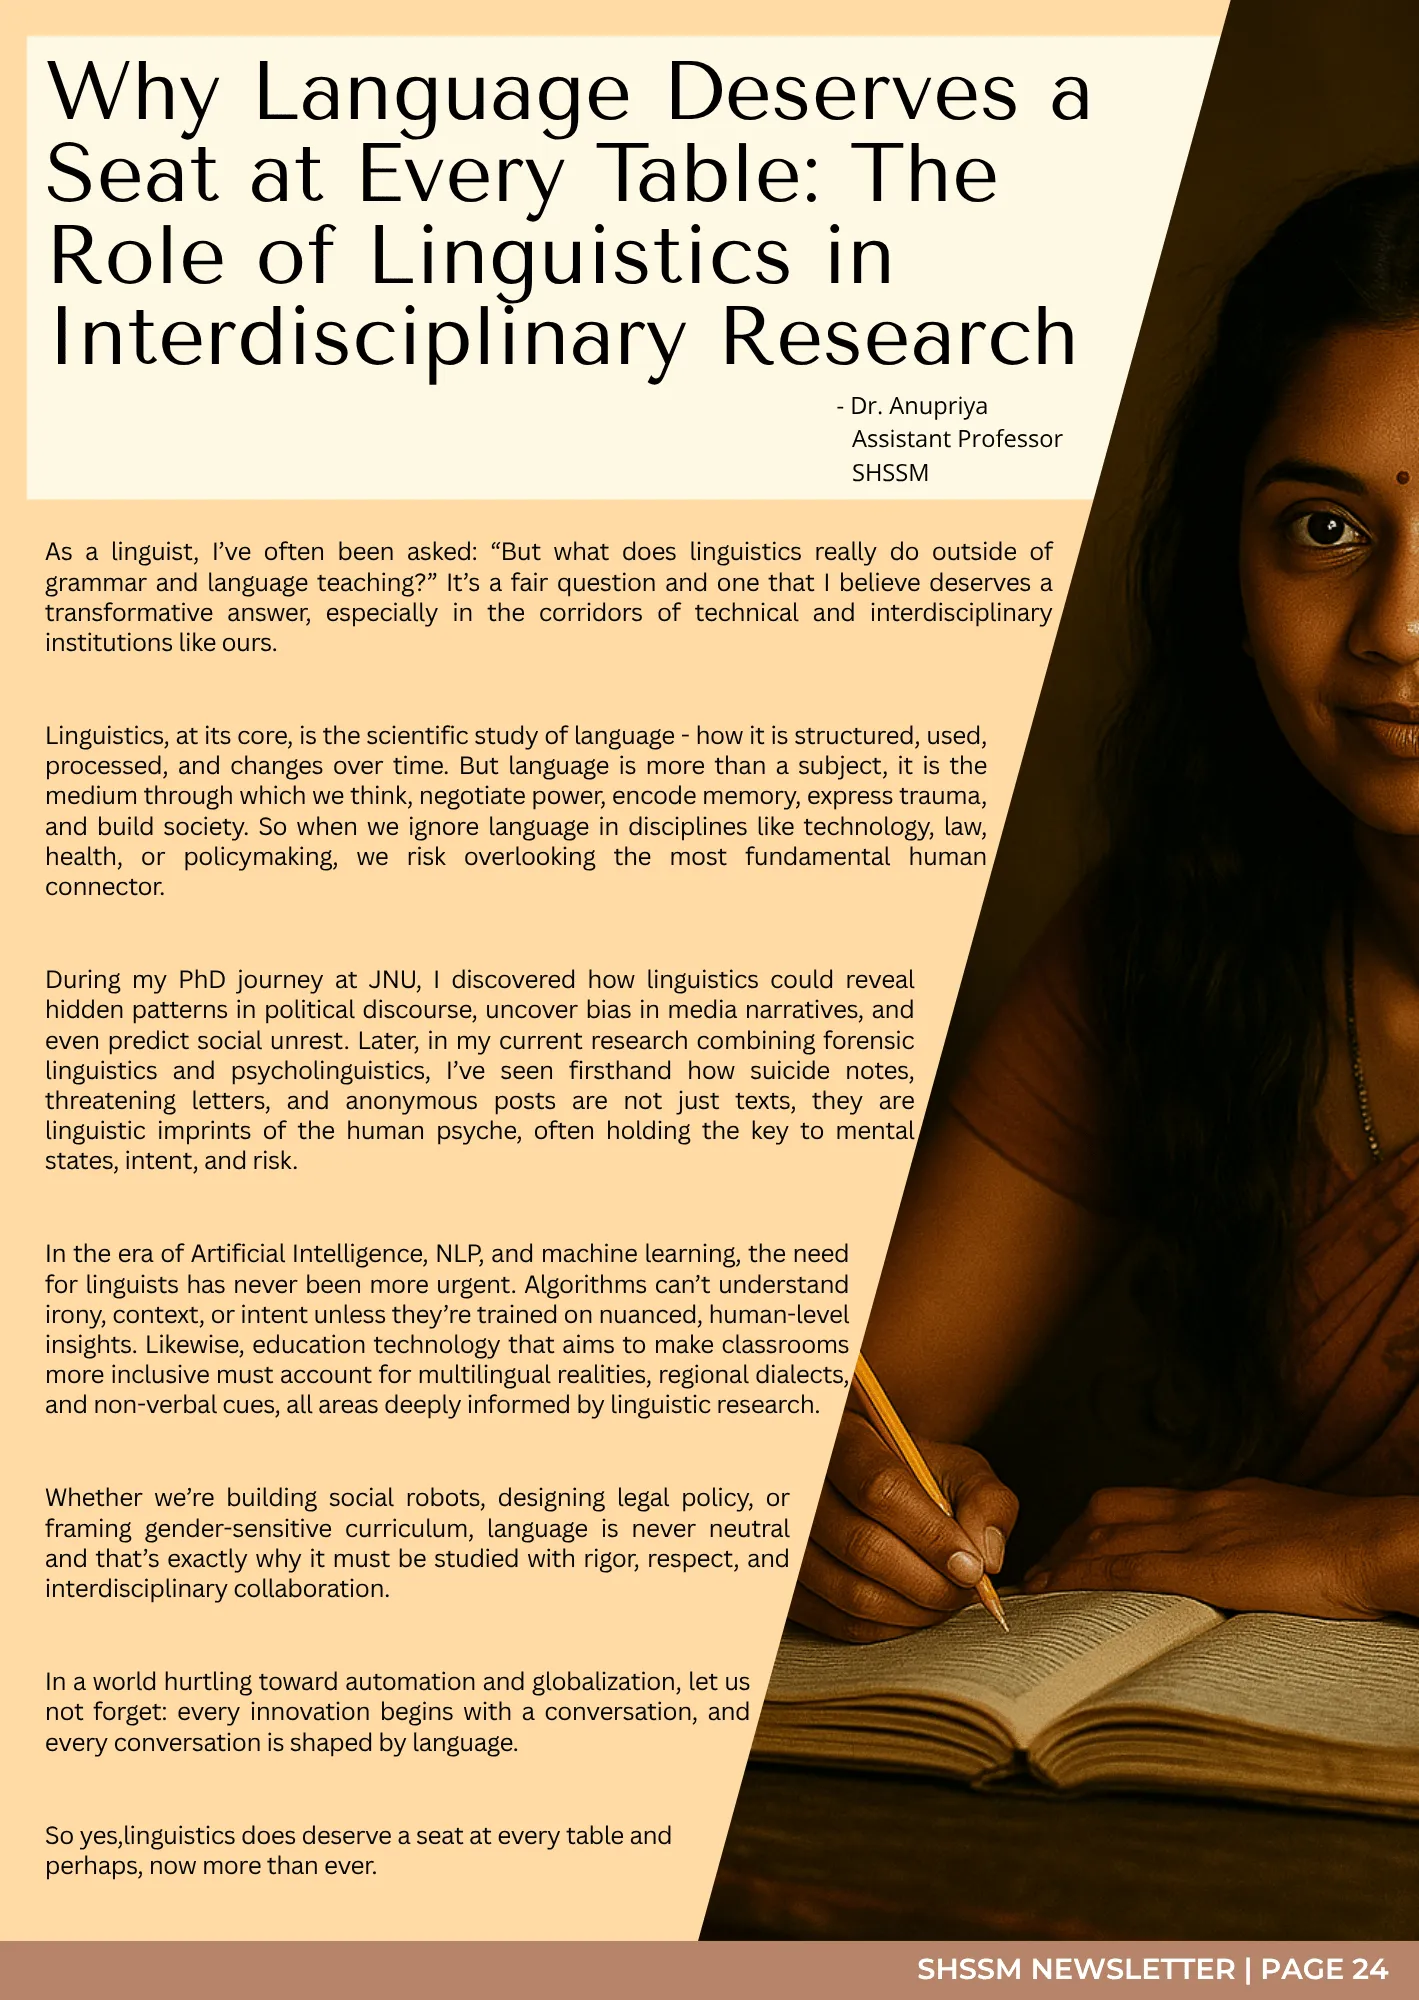 Why Language Deserves a
Seat at Every Table: The
Role of Linguistics in
Interdisciplinary Research
- Dr. Anupriya
Assistant Professor
SHSSM
As a linguist, I’ve often been asked: “But what does linguistics really do outside of
grammar and language teaching?” It’s a fair question and one that I believe deserves a
transformative answer, especially in the corridors of technical and interdisciplinary
institutions like ours.
Linguistics, at its core, is the scientific study of language - how it is structured, used,
processed, and changes over time. But language is more than a subject, it is the
medium through which we think, negotiate power, encode memory, express trauma,
and build society. So when we ignore language in disciplines like technology, law,
health, or policymaking, we risk overlooking the most fundamental human
connector.
During my PhD journey at JNU, I discovered how linguistics could reveal
hidden patterns in political discourse, uncover bias in media narratives, and
even predict social unrest. Later, in my current research combining forensic
linguistics and psycholinguistics, I’ve seen firsthand how suicide notes,
threatening letters, and anonymous posts are not just texts, they are
linguistic imprints of the human psyche, often holding the key to mental
states, intent, and risk.
In the era of Artificial Intelligence, NLP, and machine learning, the need
for linguists has never been more urgent. Algorithms can’t understand
irony, context, or intent unless they’re trained on nuanced, human-level
insights. Likewise, education technology that aims to make classrooms
more inclusive must account for multilingual realities, regional dialects,
and non-verbal cues, all areas deeply informed by linguistic research.
Whether we’re building social robots, designing legal policy, or
framing gender-sensitive curriculum, language is never neutral
and that’s exactly why it must be studied with rigor, respect, and
interdisciplinary collaboration.
In a world hurtling toward automation and globalization, let us
not forget: every innovation begins with a conversation, and
every conversation is shaped by language.
So yes,linguistics does deserve a seat at every table and
perhaps, now more than ever.
SHSSM NEWSLETTER | PAGE 24